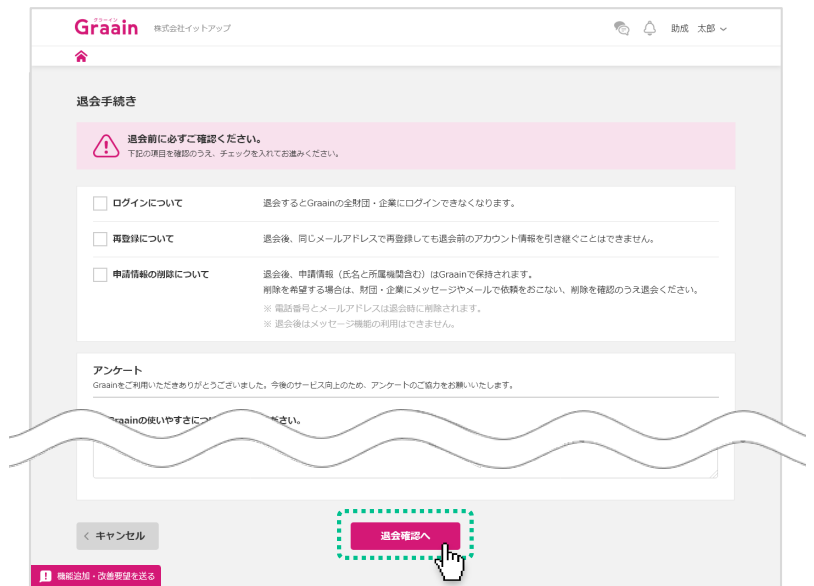 グラーイン
Graain 株式会社イットアップ 助成 太郎
退会手続き
退会前に必ずご確認ください。
下記の項目を確認のうえ、チェックを入れてお進みください。
ログインについて 退会するとGraainの全財団・企業にログインできなくなります。
再登録について 退会後、同じメールアドレスで再登録しても退会前のアカウント情報を引き継ぐことはできません。
申請情報の削除について 退会後、申請情報（氏名と所属機関含む）はGraainで保持されます。
削除を希望する場合は、財団・企業にメッセージやメールで依頼をおこない、削除を確認のうえ退会ください。
※ 電話番号とメールアドレスは退会時に削除されます。
※ 退会後はメッセージ機能の利用はできません。
アンケート
Graainをご利用いただきありがとうございました。今後のサービス向上のため、アンケートのご協力をお願いいたします。
Graainの使いやすさにつ ださい。
キャンセル 退会確認へ
機能追加・改善要望を送る